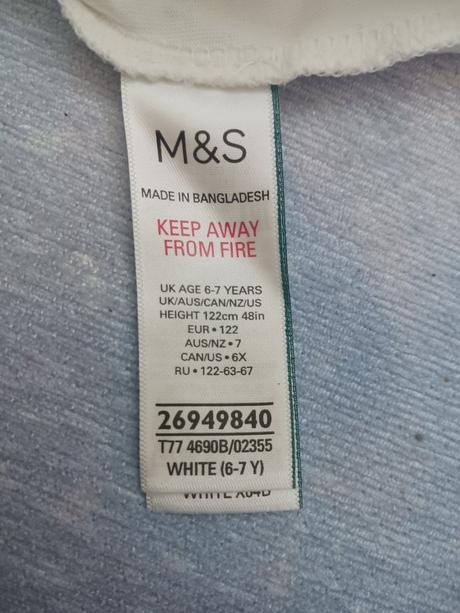 M&S
MADE IN BANGLADESH
KEEP AWAY
FROM FIRE
UK AGE 6-7 YEARS
UK/AUS/CAN/NZ/US
HEIGHT 122cm 48in
EUR • 122
AUS/NZ • 7
CAN/US • 6X
RU • 122-63-67
26949840
T77 4690B/02355
WHITE (6-7 Y)
WHITE